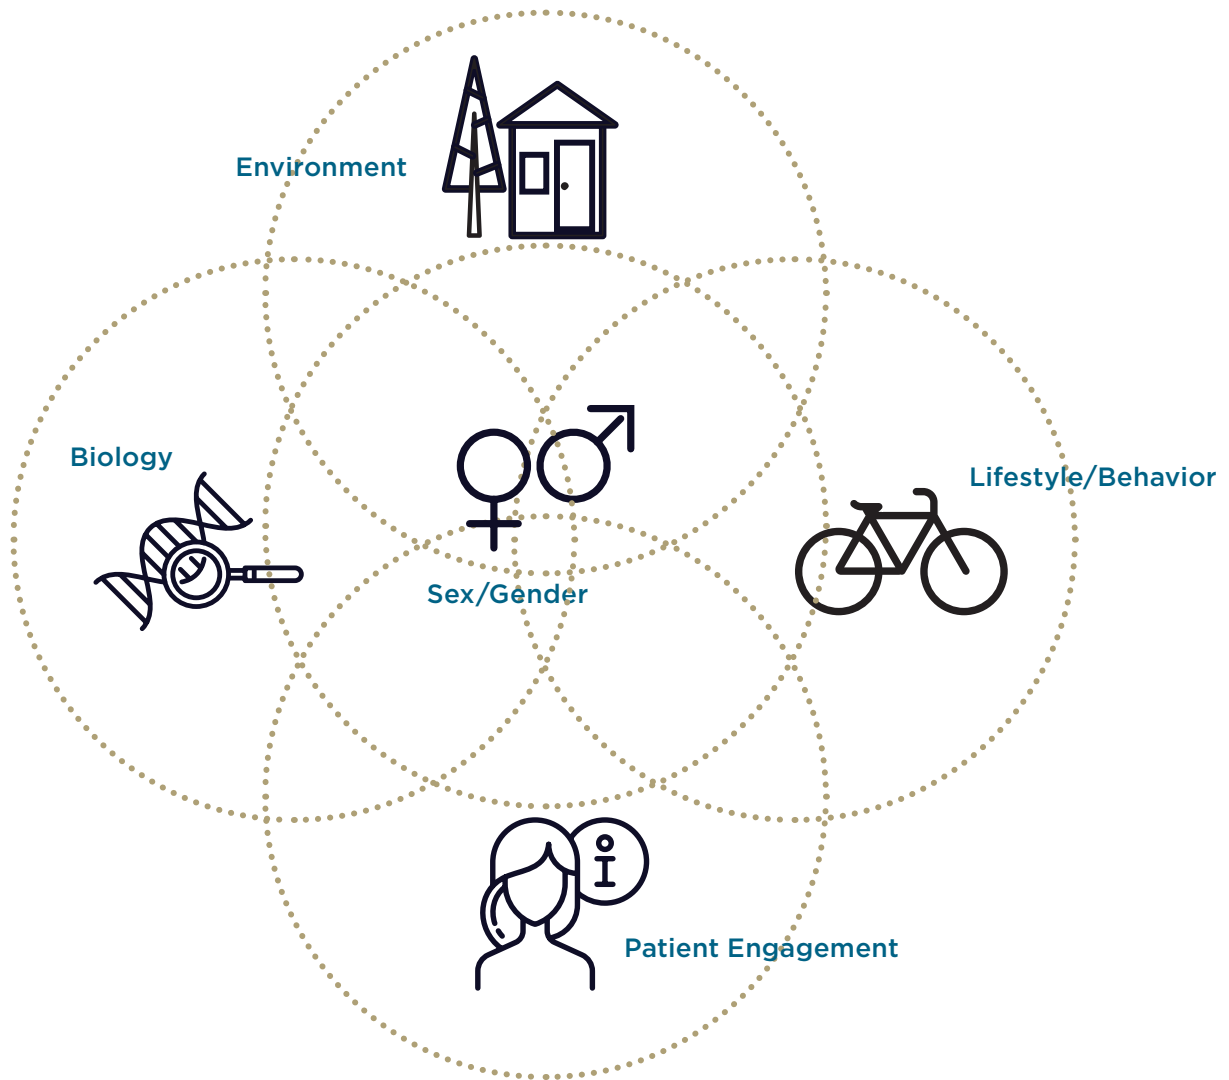 Environment
Biology
Lifestyle/Behavior
Sex/Gender
Patient Engagement